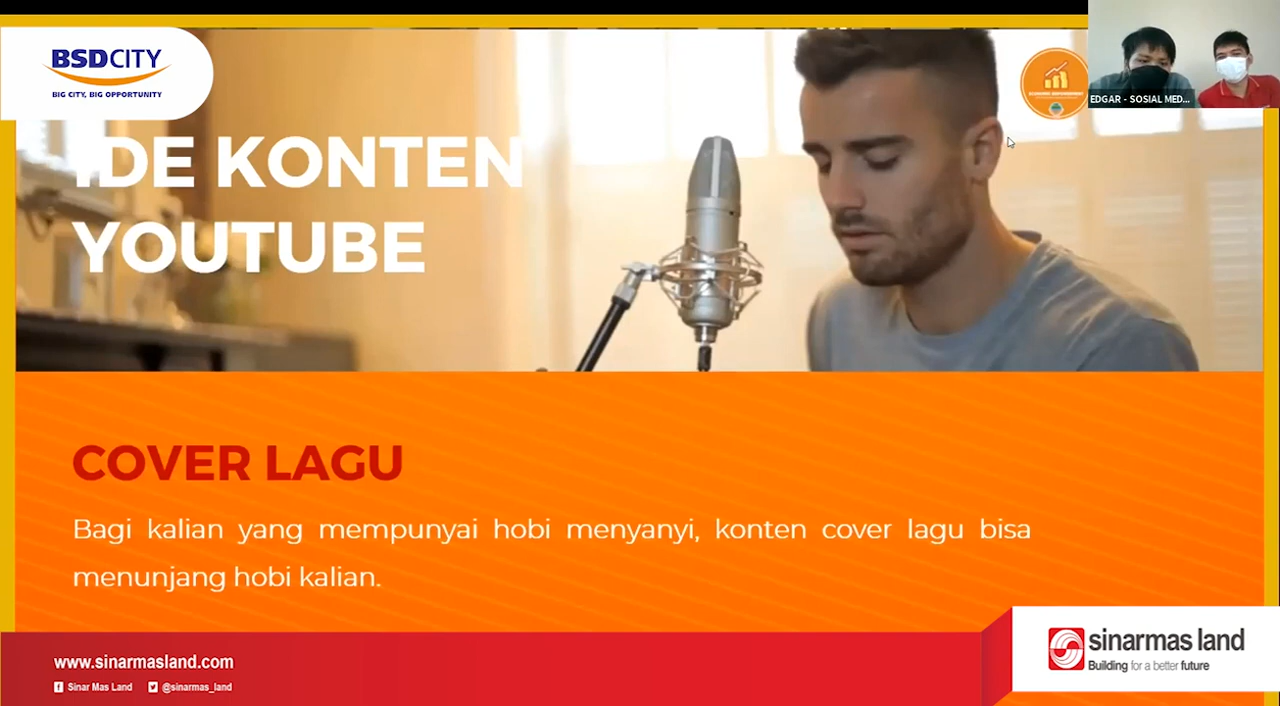 BSDCITY
BIG CITY, BIG OPPORTUNITY
EDGAR - SOSIAL MED...
IDE KONTEN
YOUTUBE
COVER LAGU
Bagi kalian yang mempunyai hobi menyanyi, konten cover lagu bisa
menunjang hobi kalian.
www.sinarmasland.com
Sinar Mas Land @sinarmas_land
sinarmas land
Building for a better future